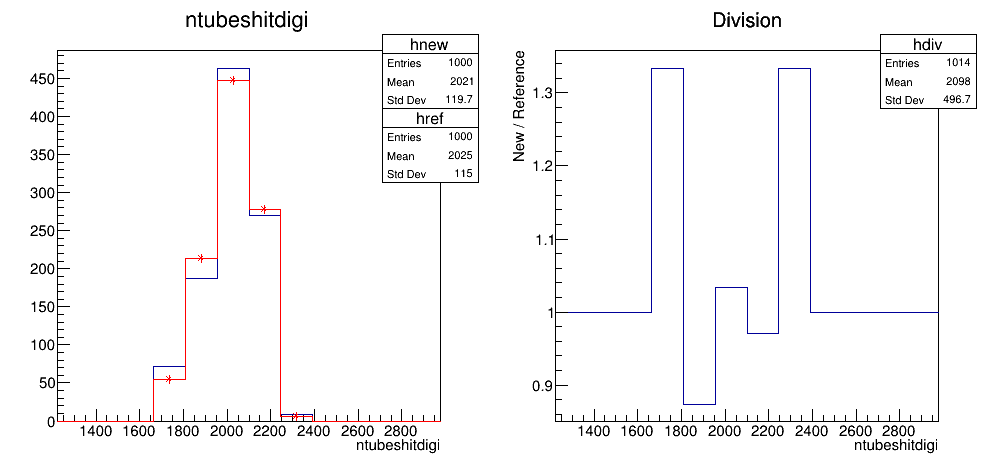 ntubeshitdigi
hnew
Entries 1000
Mean 2021
Std Dev 119.7
href
Entries 1000
Mean 2025
Std Dev 115
450
400
350
300
250
200
150
100
50
0
1400 1600 1800 2000 2200 2400 2600 2800
ntubeshitdigi
Division
hdiv
Entries 1014
Mean 2098
Std Dev 496.7
New / Reference
1.3
1.2
1.1
1
0.9
1400 1600 1800 2000 2200 2400 2600 2800
ntubeshitdigi